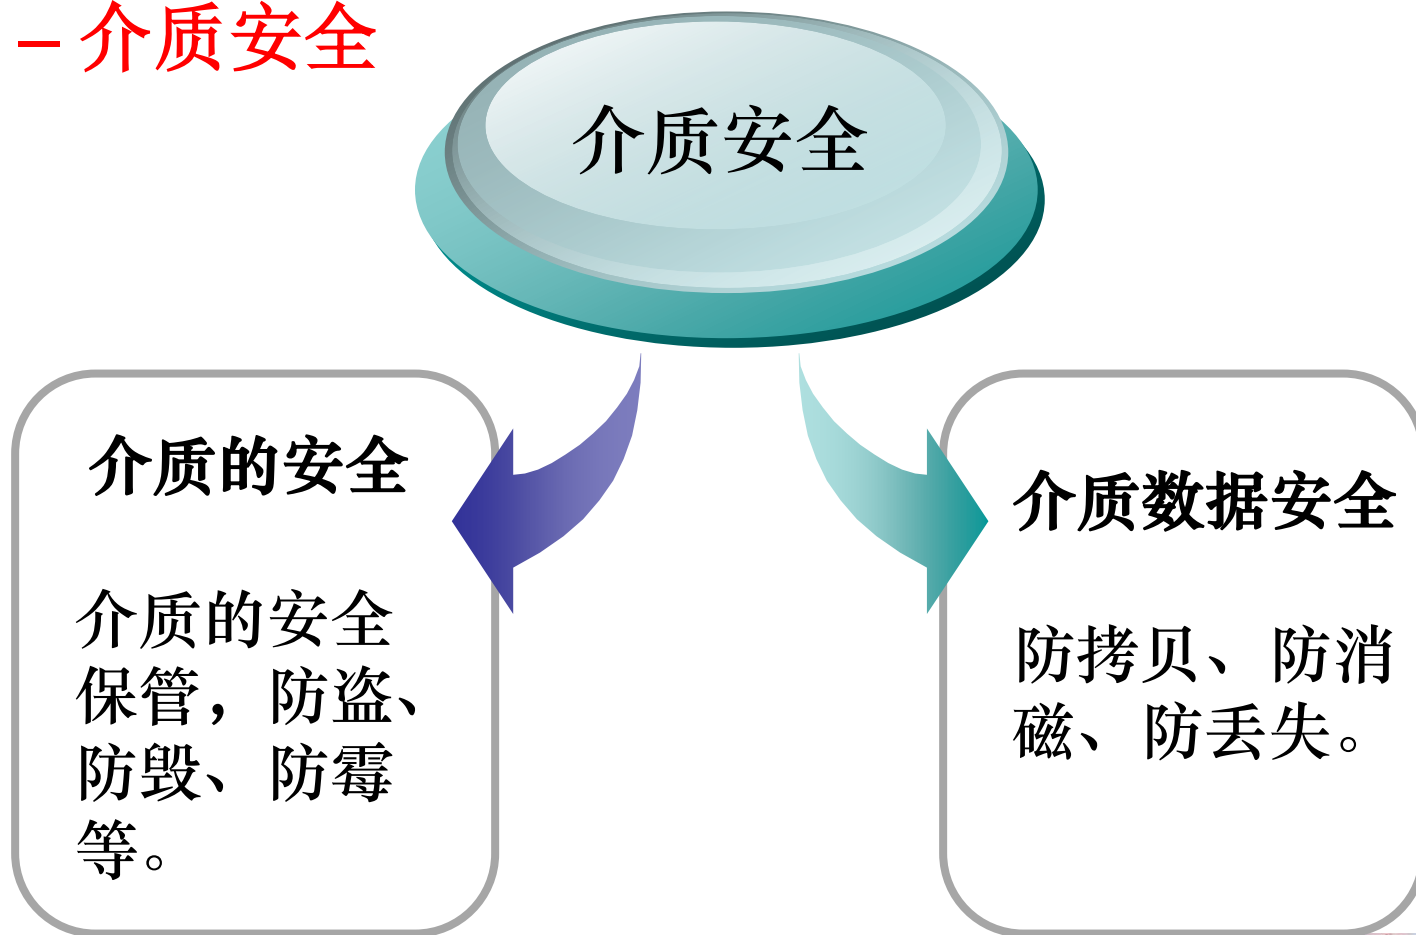 – 介质安全
介质安全
介质的安全
介质的安全
保管，防盗、
防毁、防霉
等。
介质数据安全
防拷贝、防消
磁、防丢失。